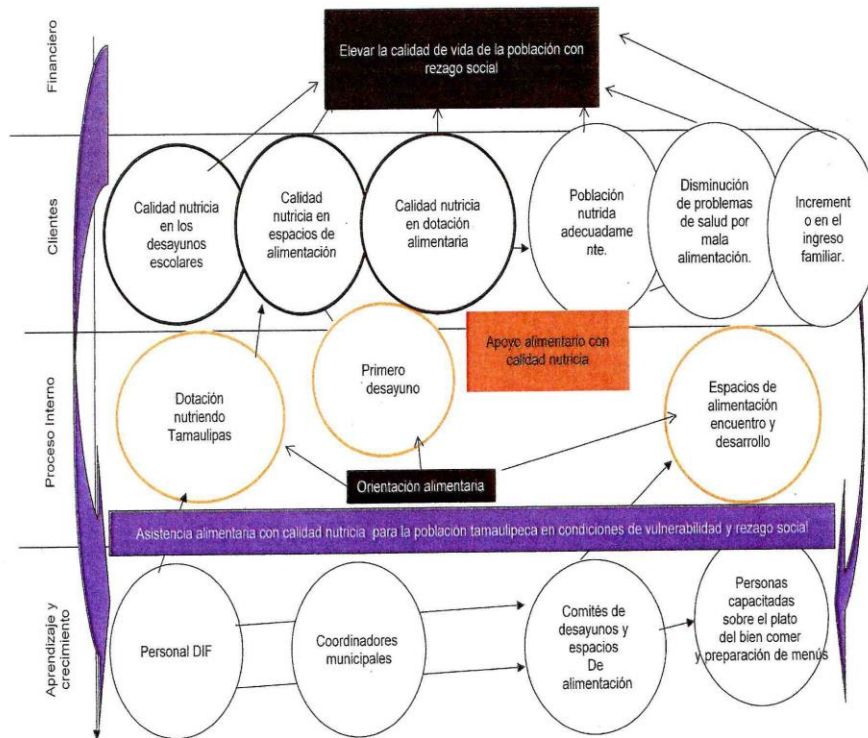 Financiero
Elevar la calidad de vida de la población con
rezago social
Clientes
Calidad nutricia
en los
desayunos
escolares
Calidad
nutricia en
espacios de
alimentación
Calidad nutricia
en dotación
alimentaria
Población
nutrida
adecuadame
nte.
Disminución
de problemas
de salud por
mala
alimentación.
Increment
o en el
ingreso
familiar.
Proceso Interno
Dotación
nutriendo
Tamaulipas
Primero
desayuno
Apoyo alimentario con
calidad nutricia
Espacios de
alimentación
encuentro y
desarrollo
Orientación alimentaria
Asistencia alimentaria con calidad nutricia para la población tamaulipeca en condiciones de vulnerabilidad y rezago social
Aprendizaje y
crecimiento
Personal DIF
Coordinadores
municipales
Comités de
desayunos y
espacios
De
alimentación
Personas
capacitadas
sobre el plato
del bien comer
y preparación de menús